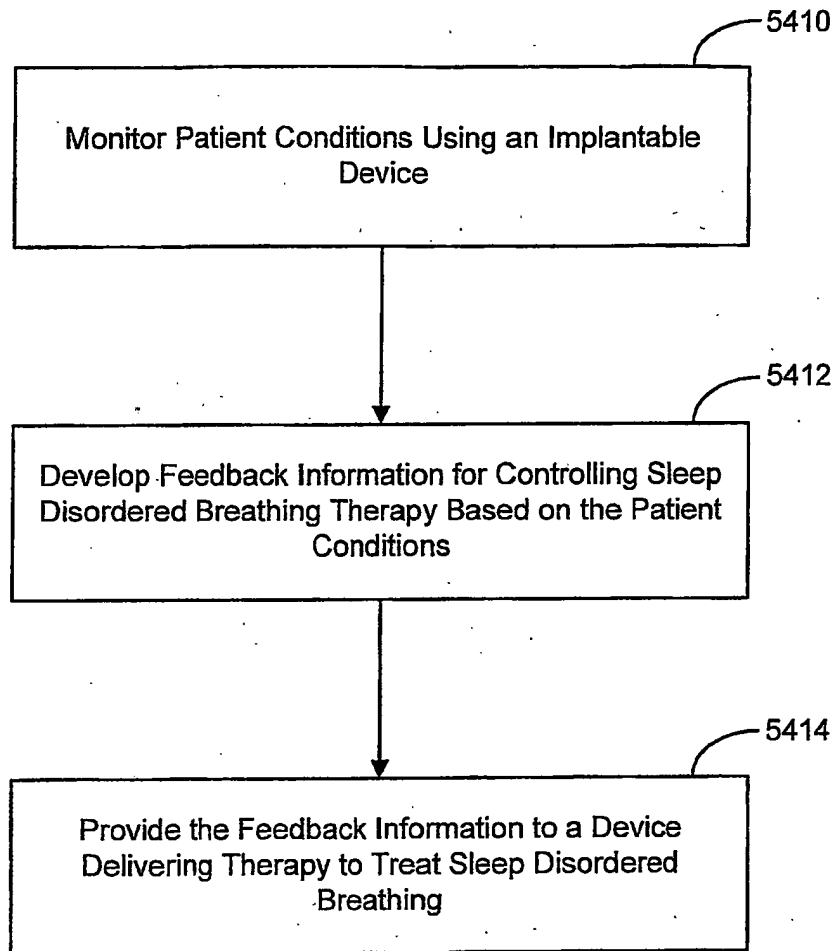 5410
Monitor Patient Conditions Using an Implantable
Device
5412
Develop Feedback Information for Controlling Sleep
Disordered Breathing Therapy Based on the Patient
Conditions
5414
Provide the Feedback Information to a Device
Delivering Therapy to Treat Sleep Disordered
Breathing